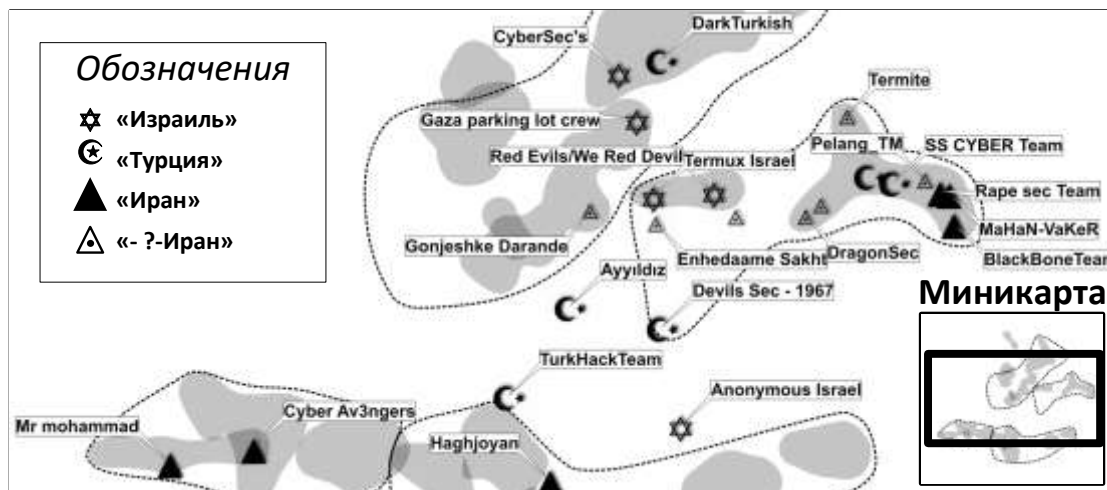 Обозначения
«Израиль»
«Турция»
«Иран»
«- ?-Иран»
CyberSec's
DarkTurkish
Gaza parking lot crew
Termite
Red Evils/We Red Devil
Termux Israel
Pelang_TM
SS CYBER Team
Rape sec Team
MaHaN-VaKeR
BlackBoneTeam
Gonjeshke Darande
Enhedaame Sakht
DragonSec
Ayyıldız
Devils Sec - 1967
Миникарта
TurkHackTeam
Anonymous Israel
Mr mohammad
Cyber Av3ngers
Haghjoyan